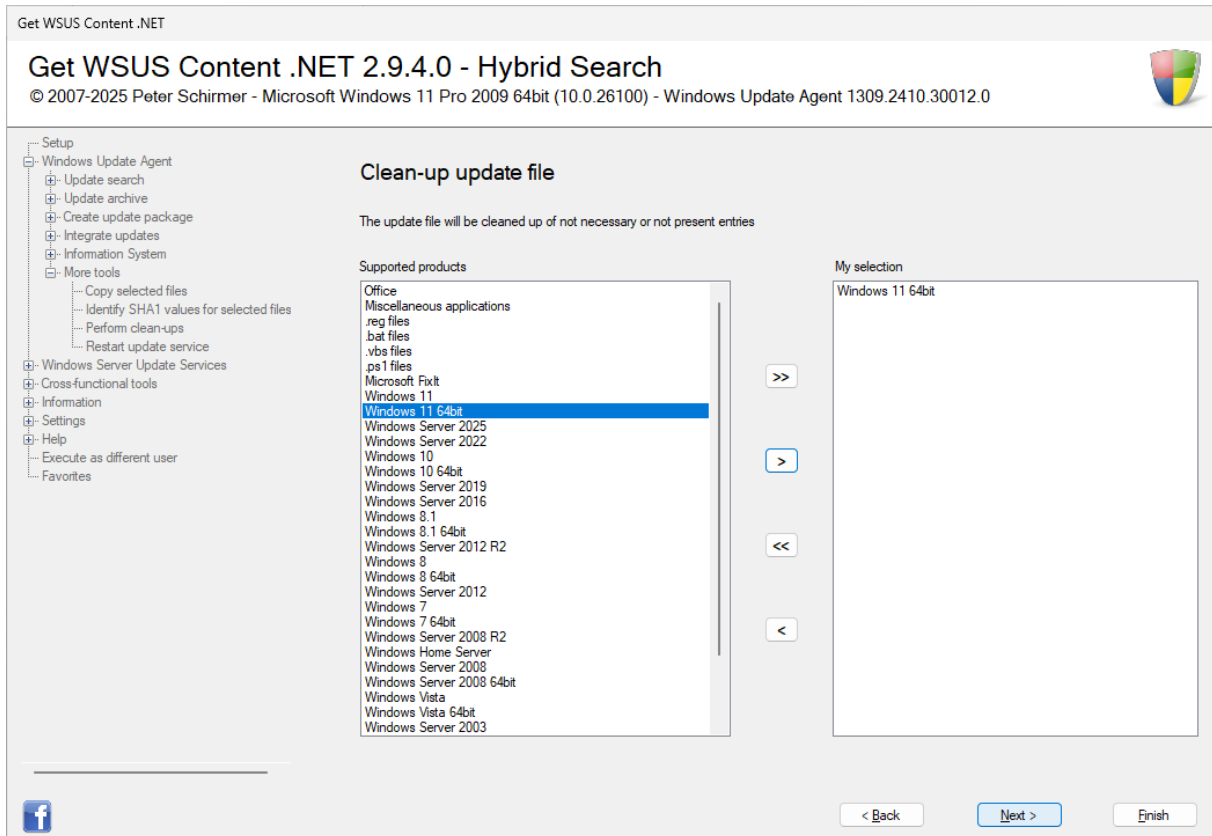 Get WSUS Content .NET
Get WSUS Content .NET 2.9.4.0 - Hybrid Search
© 2007-2025 Peter Schirmer - Microsoft Windows 11 Pro 2009 64bit (10.0.26100) - Windows Update Agent 1309.2410.30012.0
Setup
Windows Update Agent
Update search
Update archive
Create update package
Integrate updates
Information System
More tools
Copy selected files
Identify SHA1 values for selected files
Perform clean-ups
Restart update service
Windows Server Update Services
Cross-functional tools
Information
Settings
Help
Execute as different user
Favorites
Clean-up update file
The update file will be cleaned up of not necessary or not present entries
Supported products
Office
Miscellaneous applications
.reg files
.bat files
.vbs files
.ps1 files
Microsoft FixIt
Windows 11
Windows 11 64bit
Windows Server 2025
Windows Server 2022
Windows 10
Windows 10 64bit
Windows Server 2019
Windows Server 2016
Windows 8.1
Windows 8.1 64bit
Windows Server 2012 R2
Windows 8
Windows 8 64bit
Windows Server 2012
Windows 7
Windows 7 64bit
Windows Server 2008 R2
Windows Home Server
Windows Server 2008
Windows Server 2008 64bit
Windows Vista
Windows Vista 64bit
Windows Server 2003
>>
>
<<
<
My selection
Windows 11 64bit
f
< Back
Next >
Finish